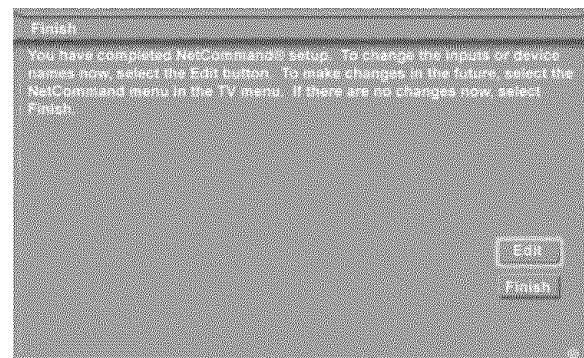 Finish
You have completed NetCommand® setup. To change the inputs or device
names now, select the Edit button. To make changes in the future, select the
NetCommand menu in the TV menu. If there are no changes now, select
Finish.
Edit
Finish